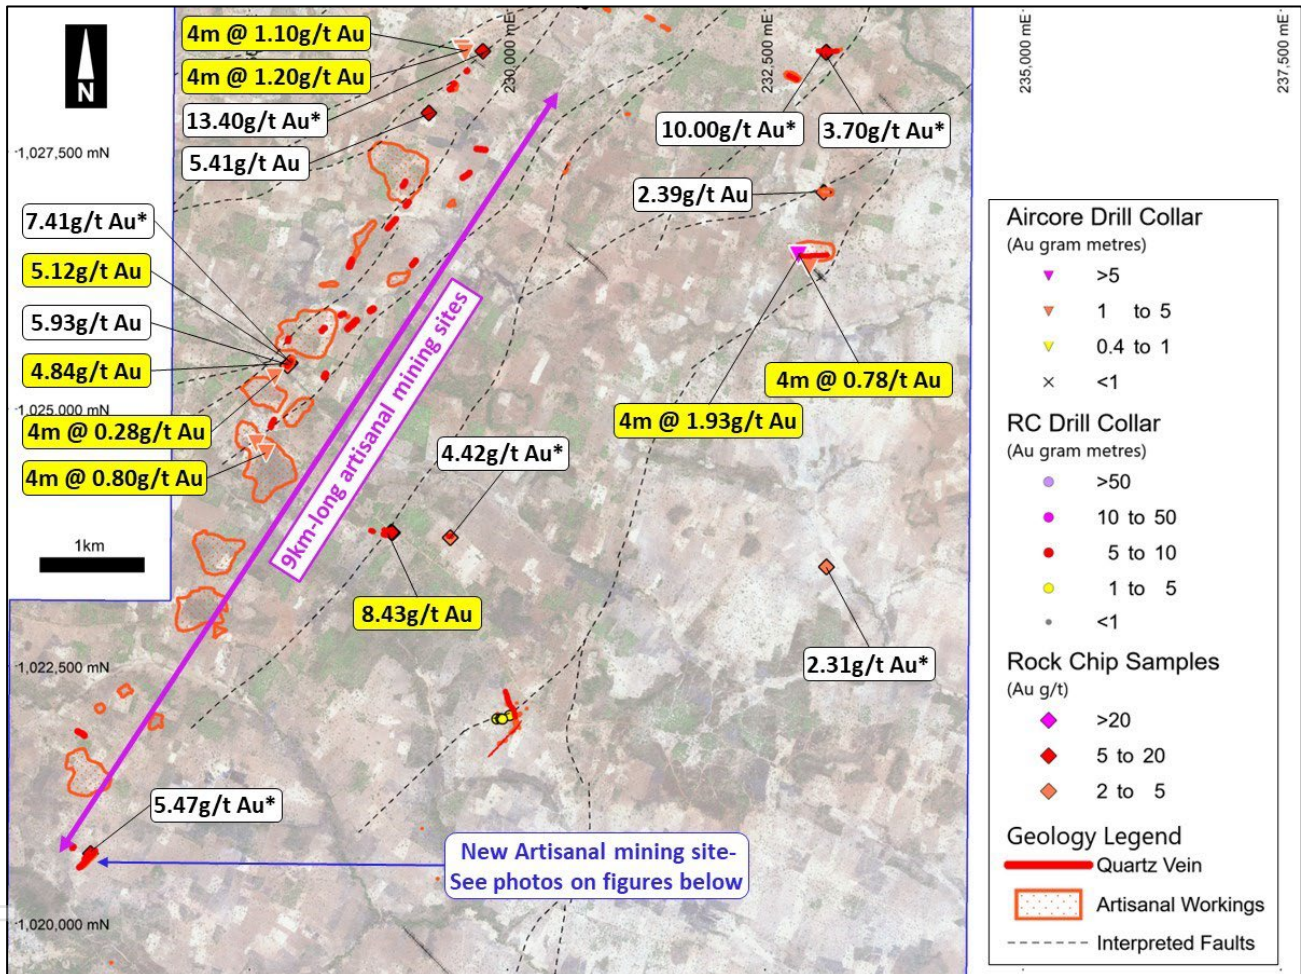 N
4m @ 1.10g/t Au
4m @ 1.20g/t Au
13.40g/t Au*
5.41g/t Au
230,000 mE
232,500 mE
235,000 mE
237,500 mE
10.00g/t Au*
3.70g/t Au*
1,027,500 mN
2.39g/t Au
7.41g/t Au*
5.12g/t Au
5.93g/t Au
4.84g/t Au
4m @ 0.28g/t Au
4m @ 0.80g/t Au
1,025,000 mN
9km-long artisanal mining sites
4m @ 0.78/t Au
4m @ 1.93g/t Au
4.42g/t Au*
1km
8.43g/t Au
2.31g/t Au*
1,022,500 mN
5.47g/t Au*
New Artisanal mining site-
See photos on figures below
1,020,000 mN
Aircore Drill Collar
(Au gram metres)
>5
1 to 5
0.4 to 1
<1
RC Drill Collar
(Au gram metres)
>50
10 to 50
5 to 10
1 to 5
<1
Rock Chip Samples
(Au g/t)
>20
5 to 20
2 to 5
Geology Legend
Quartz Vein
Artisanal Workings
Interpreted Faults